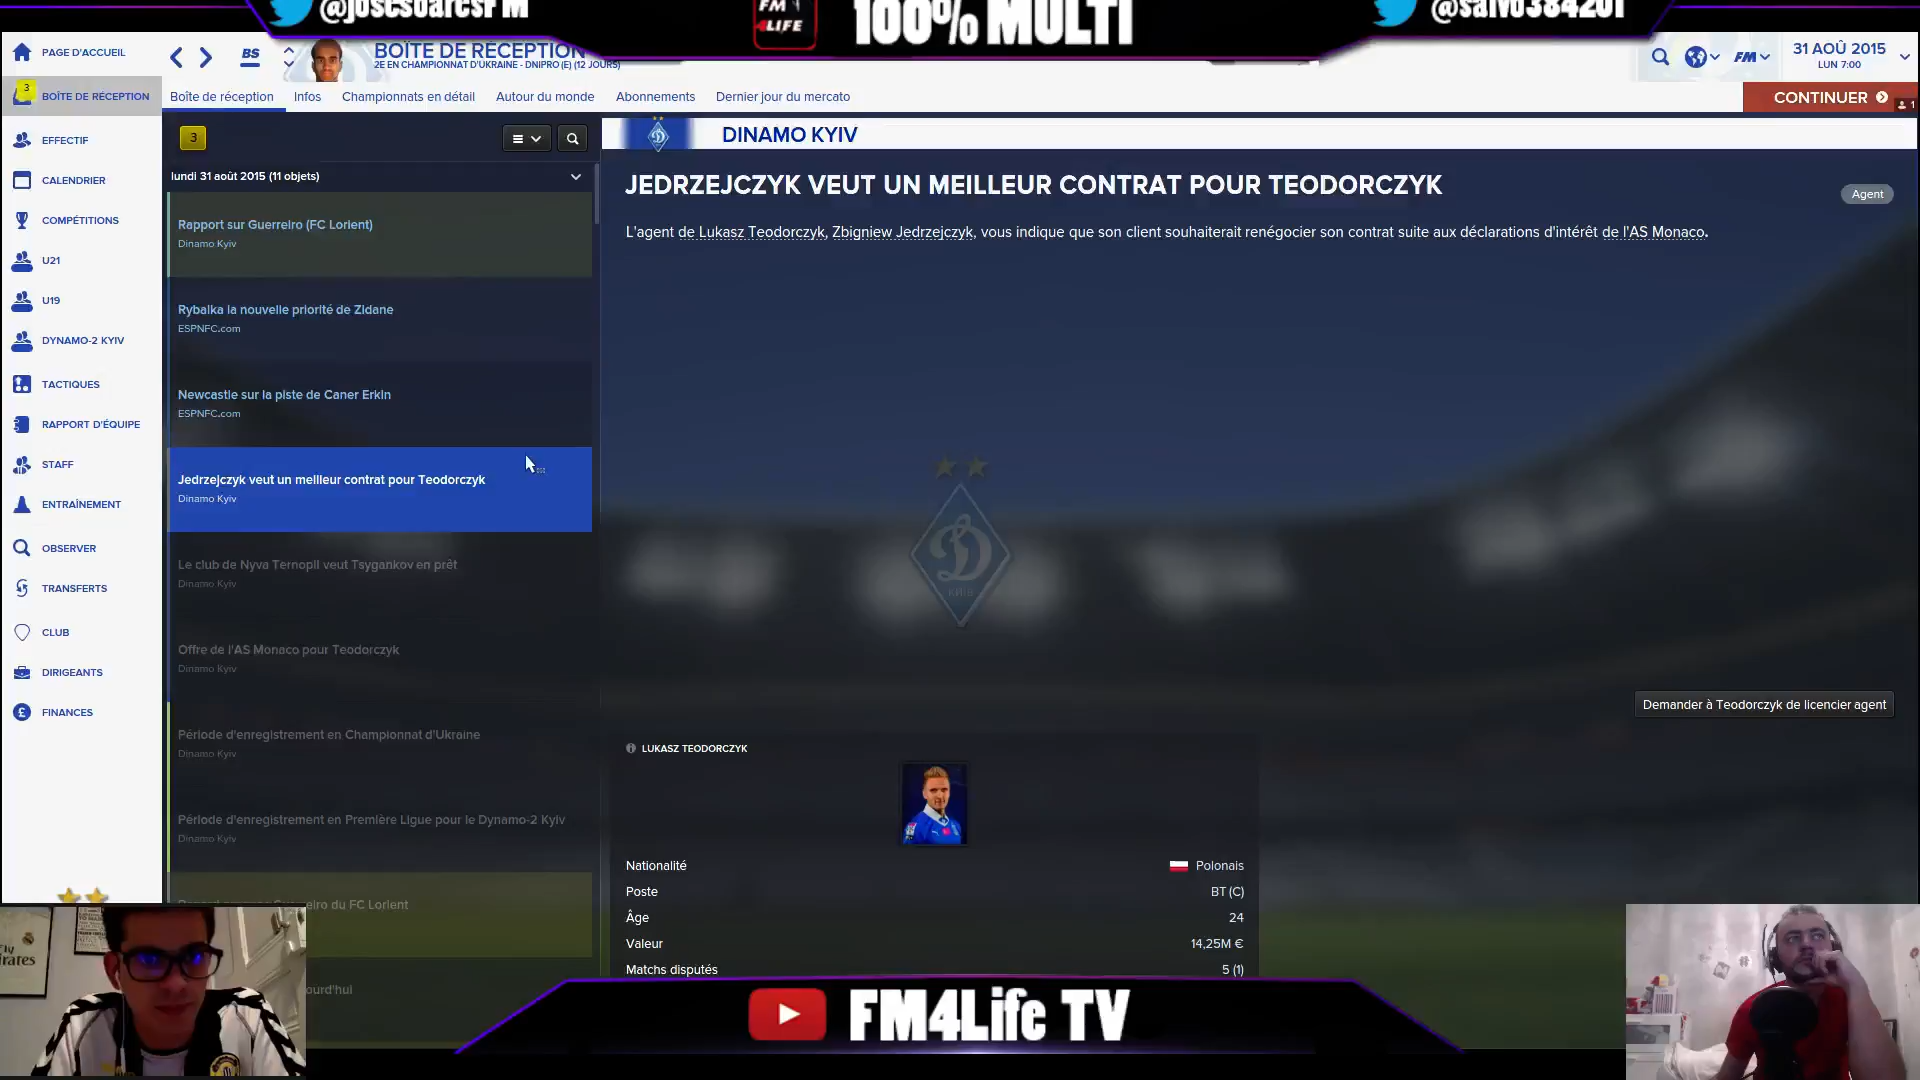 @josesoaresFM
FM
4LIFE
100% MULTI
@salvo384201
PAGE D'ACCUEIL
BS
BOÎTE DE RÉCEPTION
2E EN CHAMPIONNAT D'UKRAINE - DNIPRO (E) (12 JOURS)
FM
31 AOÛ 2015
LUN 7:00
3
BOÎTE DE RÉCEPTION
Boîte de réception
Infos
Championnats en détail
Autour du monde
Abonnements
Dernier jour du mercato
CONTINUER
1
EFFECTIF
CALENDRIER
COMPÉTITIONS
U21
U19
DYNAMO-2 KYIV
TACTIQUES
RAPPORT D'ÉQUIPE
STAFF
ENTRAÎNEMENT
OBSERVER
TRANSFERTS
CLUB
DIRIGEANTS
FINANCES
3
lundi 31 août 2015 (11 objets)
Rapport sur Guerreiro (FC Lorient)
Dinamo Kyiv
Rybalka la nouvelle priorité de Zidane
ESPNFC.com
Newcastle sur la piste de Caner Erkin
ESPNFC.com
Jedrzejczyk veut un meilleur contrat pour Teodorczyk
Dinamo Kyiv
Le club de Nyva Ternopil veut Tsygankov en prêt
Dinamo Kyiv
Offre de l'AS Monaco pour Teodorczyk
Dinamo Kyiv
Période d'enregistrement en Championnat d'Ukraine
Dinamo Kyiv
Période d'enregistrement en Première Ligue pour le Dynamo-2 Kyiv
Dinamo Kyiv
du FC Lorient
DINAMO KYIV
JEDRZEJCZYK VEUT UN MEILLEUR CONTRAT POUR TEODORCZYK
Agent
L'agent de Lukasz Teodorczyk, Zbigniew Jedrzejczyk, vous indique que son client souhaiterait renégocier son contrat suite aux déclarations d'intérêt de l'AS Monaco.
Demander à Teodorczyk de licencier agent
LUKASZ TEODORCZYK
Nationalité
Polonais
Poste
BT (C)
Âge
24
Valeur
14,25M €
Matchs disputés
5 (1)
FM4Life TV